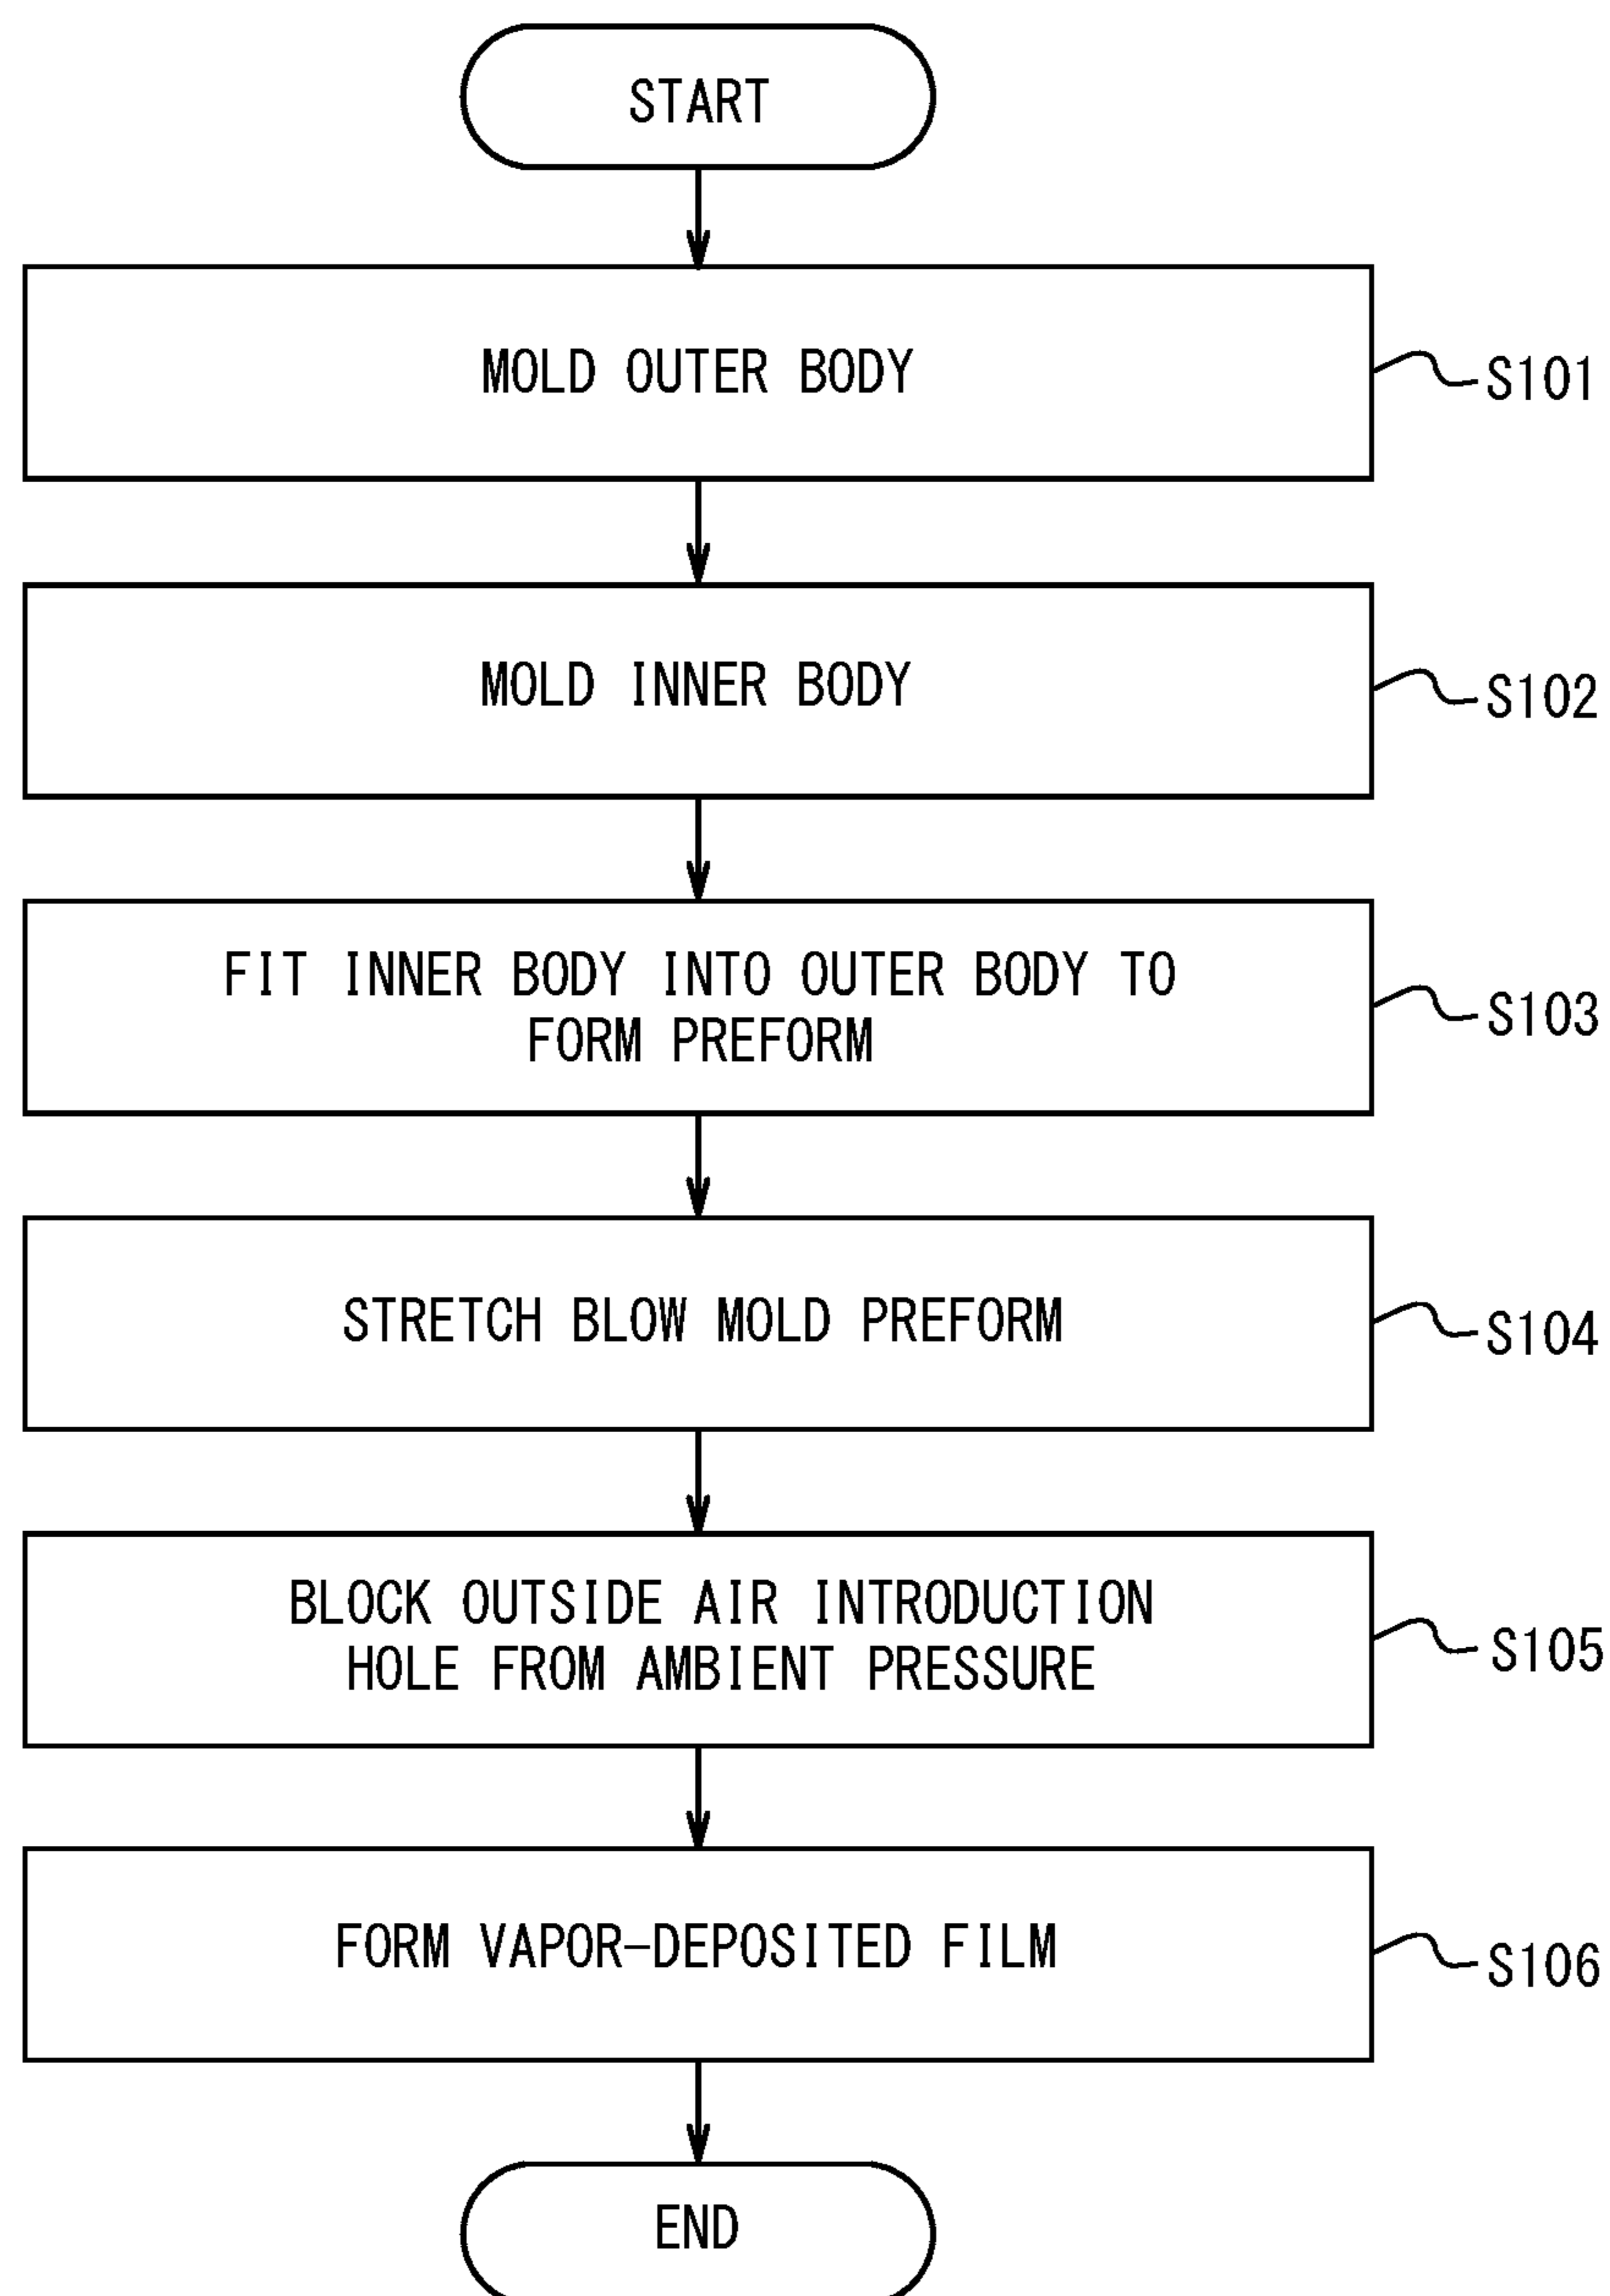 START
MOLD OUTER BODY
S101
MOLD INNER BODY
S102
FIT INNER BODY INTO OUTER BODY TO
FORM PREFORM
S103
STRETCH BLOW MOLD PREFORM
S104
BLOCK OUTSIDE AIR INTRODUCTION
HOLE FROM AMBIENT PRESSURE
S105
FORM VAPOR-DEPOSITED FILM
S106
END